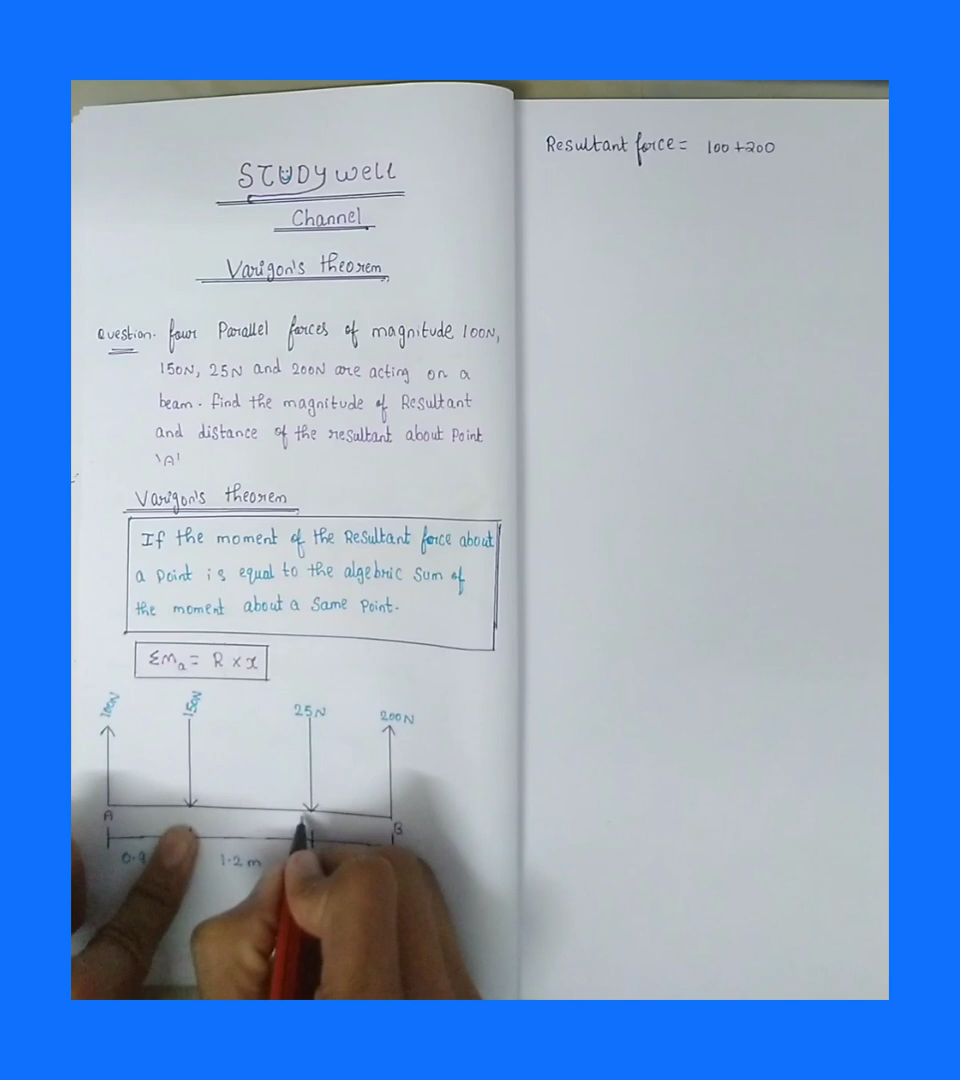 STUDY well
Channel
Varigon's theorem
Question. four Parallel forces of magnitude 100N,
150N, 25N and 200N are acting on a
beam. find the magnitude of Resultant
and distance of the resultant about Point
'A'
Varigon's theorem
If the moment of the Resultant force about
a point is equal to the algebric sum of
the moment about a same point.
ΣMa = R × x
100N 150N 25N 200N
A B
1.2 m
Resultant force = 100 + 200